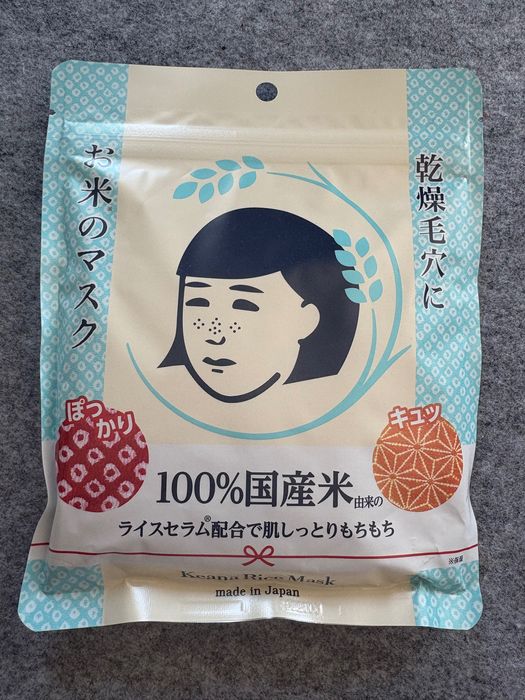 乾燥毛穴に
お米のマスク
ぽっかり
キュッ
100%国産米由来の
ライスセラム®配合で肌しっとりもちもち
※保湿
Keana Rice Mask
made in Japan